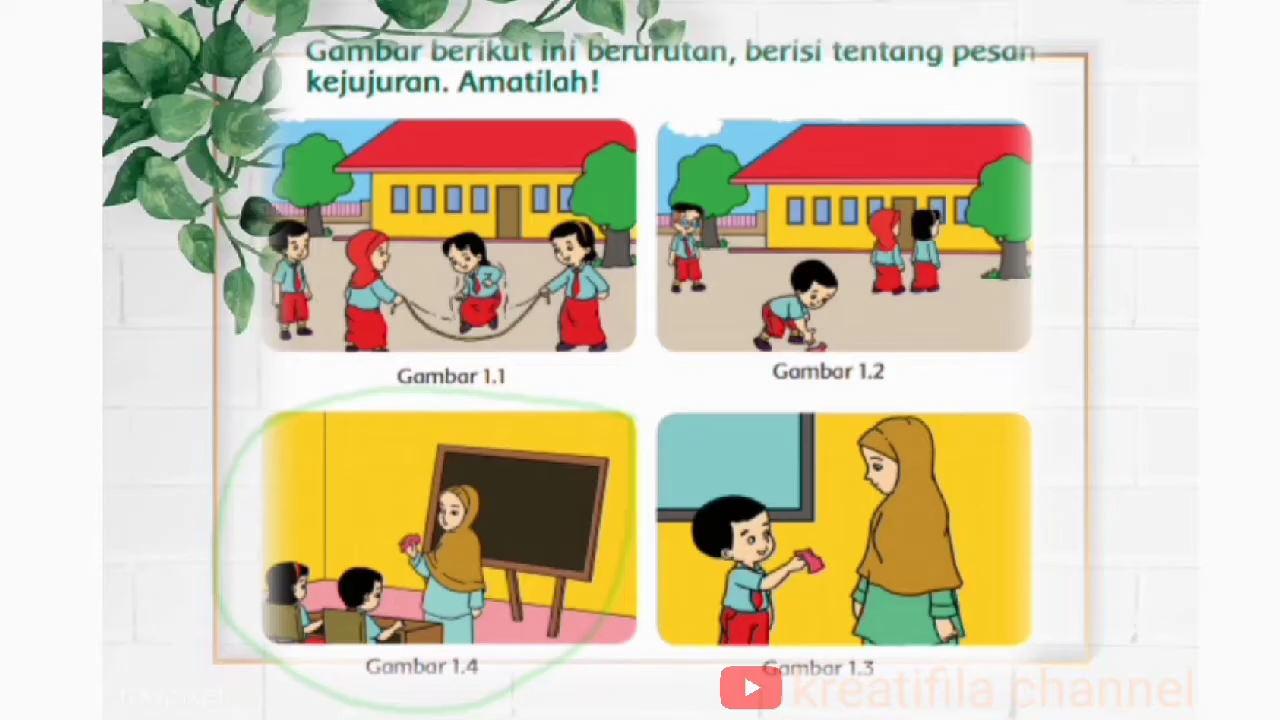 Gambar berikut ini berurutan, berisi tentang pesan
kejujuran. Amatilah!
Gambar 1.1
Gambar 1.2
Gambar 1.4
Gambar 1.3
kreatifila channel